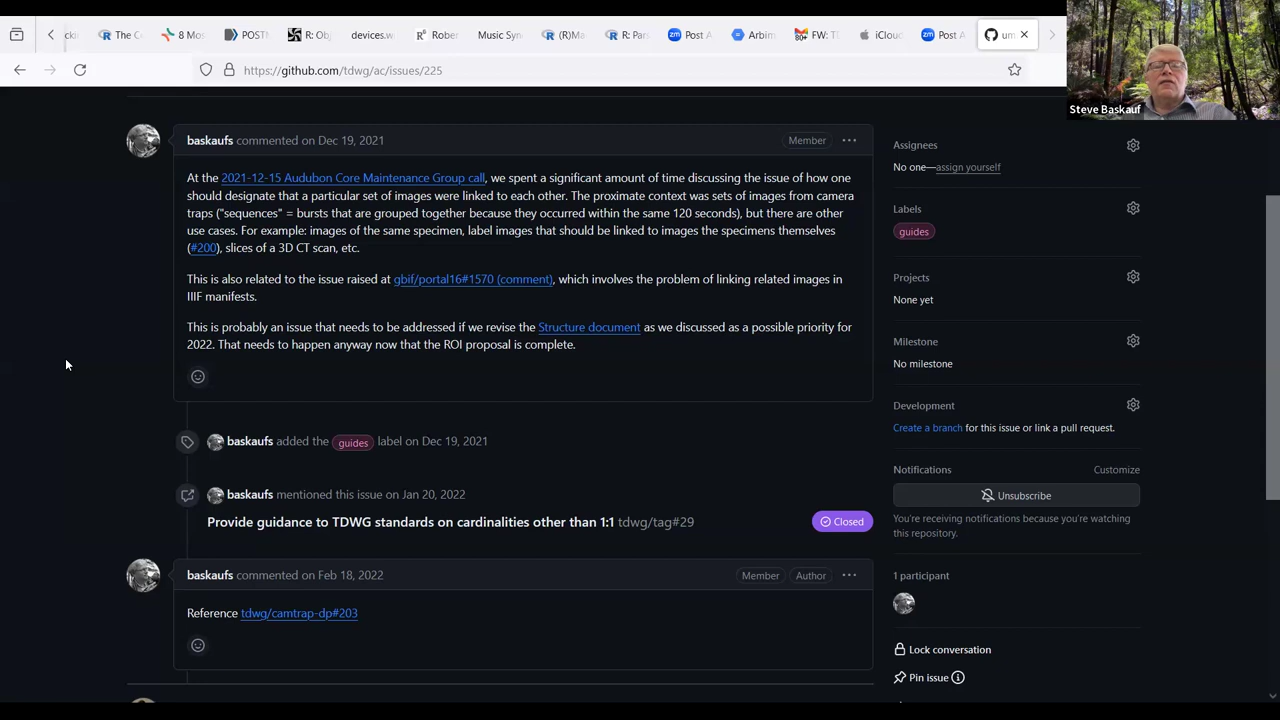 ckin
The Co
8 Mos
POSTM
R: Obj
devices.w
Rober
Music Syn
(R)Ma
R: Pars
Post A
Arbim
FW: TD
iCloud
Post A
um
https://github.com/tdwg/ac/issues/225
Steve Baskauf
baskaufs commented on Dec 19, 2021
Member
At the 2021-12-15 Audubon Core Maintenance Group call, we spent a significant amount of time discussing the issue of how one
should designate that a particular set of images were linked to each other. The proximate context was sets of images from camera
traps ("sequences" = bursts that are grouped together because they occurred within the same 120 seconds), but there are other
use cases. For example: images of the same specimen, label images that should be linked to images the specimens themselves
(#200), slices of a 3D CT scan, etc.
This is also related to the issue raised at gbif/portal16#1570 (comment), which involves the problem of linking related images in
IIIF manifests.
This is probably an issue that needs to be addressed if we revise the Structure document as we discussed as a possible priority for
2022. That needs to happen anyway now that the ROI proposal is complete.
baskaufs added the guides label on Dec 19, 2021
baskaufs mentioned this issue on Jan 20, 2022
Provide guidance to TDWG standards on cardinalities other than 1:1 tdwg/tag#29
Closed
baskaufs commented on Feb 18, 2022
Member
Author
Reference tdwg/camtrap-dp#203
Assignees
No one—assign yourself
Labels
guides
Projects
None yet
Milestone
No milestone
Development
Create a branch for this issue or link a pull request.
Notifications
Customize
Unsubscribe
You're receiving notifications because you're watching
this repository.
1 participant
Lock conversation
Pin issue